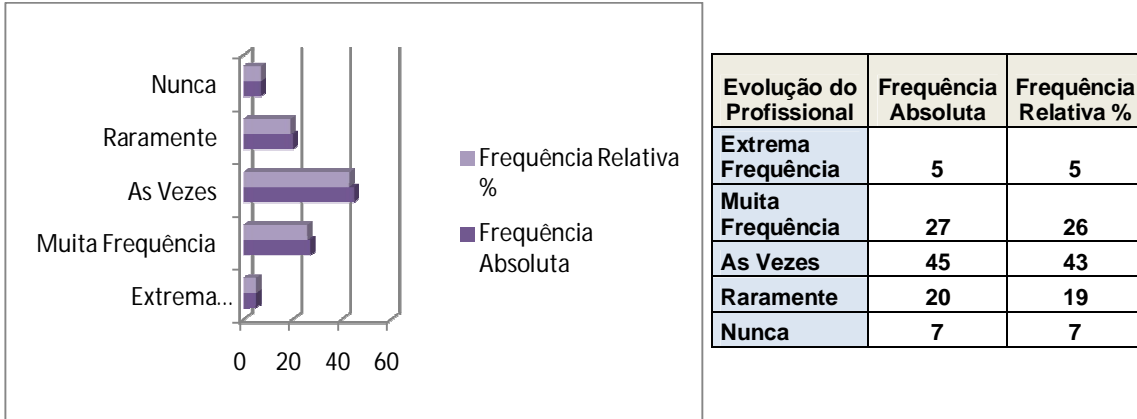 Nunca
Raramente
As Vezes
Muita Frequência
Extrema...
0 20 40 60
Frequência Relativa
%
Frequência
Absoluta
Evolução do Profissional Frequência Absoluta Frequência Relativa %
Extrema Frequência 5 5
Muita Frequência 27 26
As Vezes 45 43
Raramente 20 19
Nunca 7 7